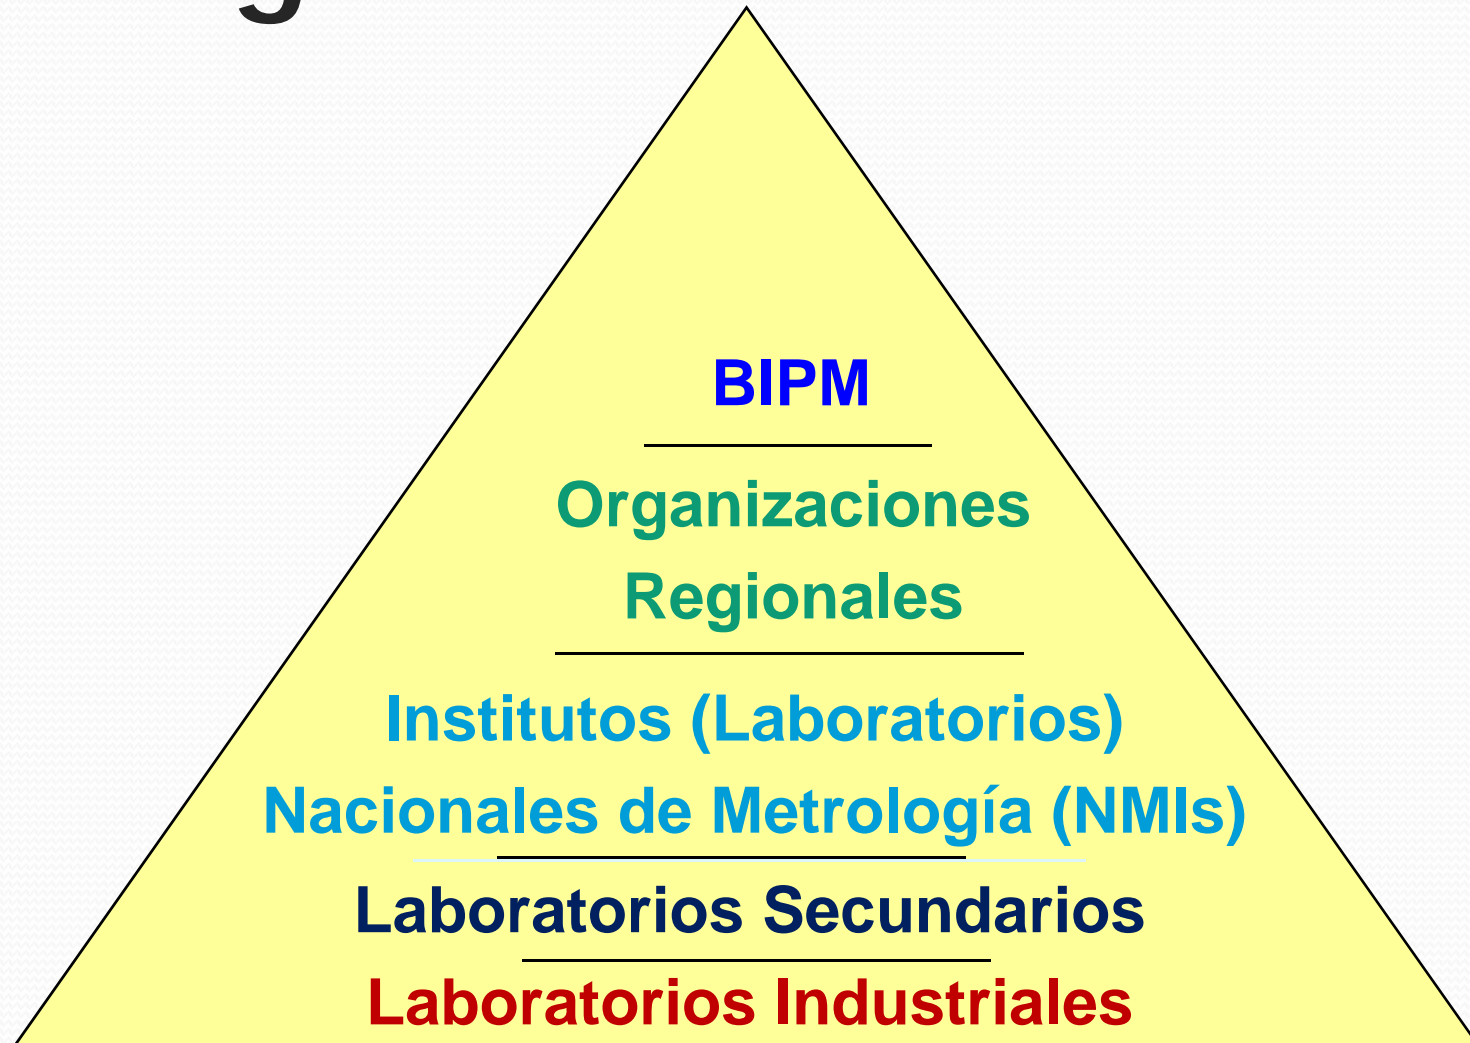 BIPM
Organizaciones
Regionales
Institutos (Laboratorios)
Nacionales de Metrología (NMIs)
Laboratorios Secundarios
Laboratorios Industriales